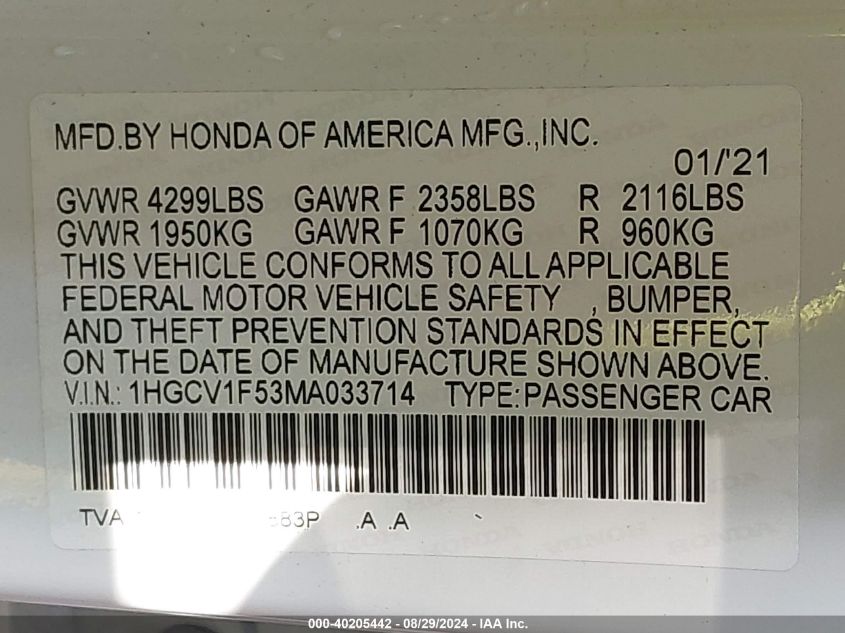 MFD.BY HONDA OF AMERICA MFG.,INC.
01/'21
GVWR 4299LBS GAWR F 2358LBS R 2116LBS
GVWR 1950KG GAWR F 1070KG R 960KG
THIS VEHICLE CONFORMS TO ALL APPLICABLE
FEDERAL MOTOR VEHICLE SAFETY , BUMPER,
AND THEFT PREVENTION STANDARDS IN EFFECT
ON THE DATE OF MANUFACTURE SHOWN ABOVE.
V.I.N.: 1HGCV1F53MA033714 TYPE:PASSENGER CAR
TVA 83P .A .A
000-40205442 - 08/29/2024 - IAA Inc.